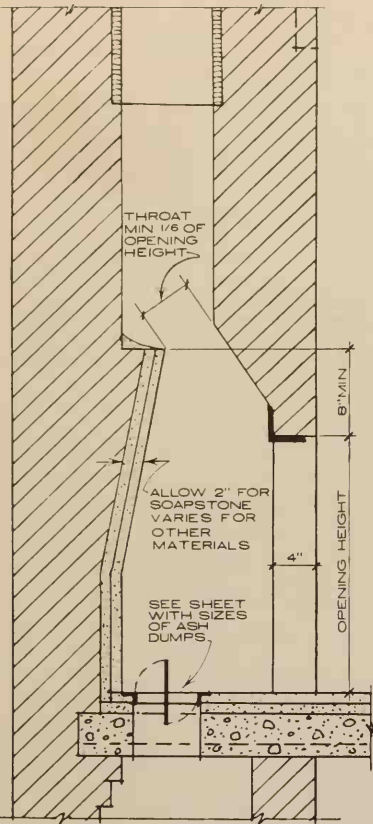 THROAT
MIN 1/6 OF
OPENING
HEIGHT
8"MIN
ALLOW 2" FOR
SOAPSTONE
VARIES FOR
OTHER
MATERIALS
4"
OPENING HEIGHT
SEE SHEET
WITH SIZES
OF ASH
DUMPS